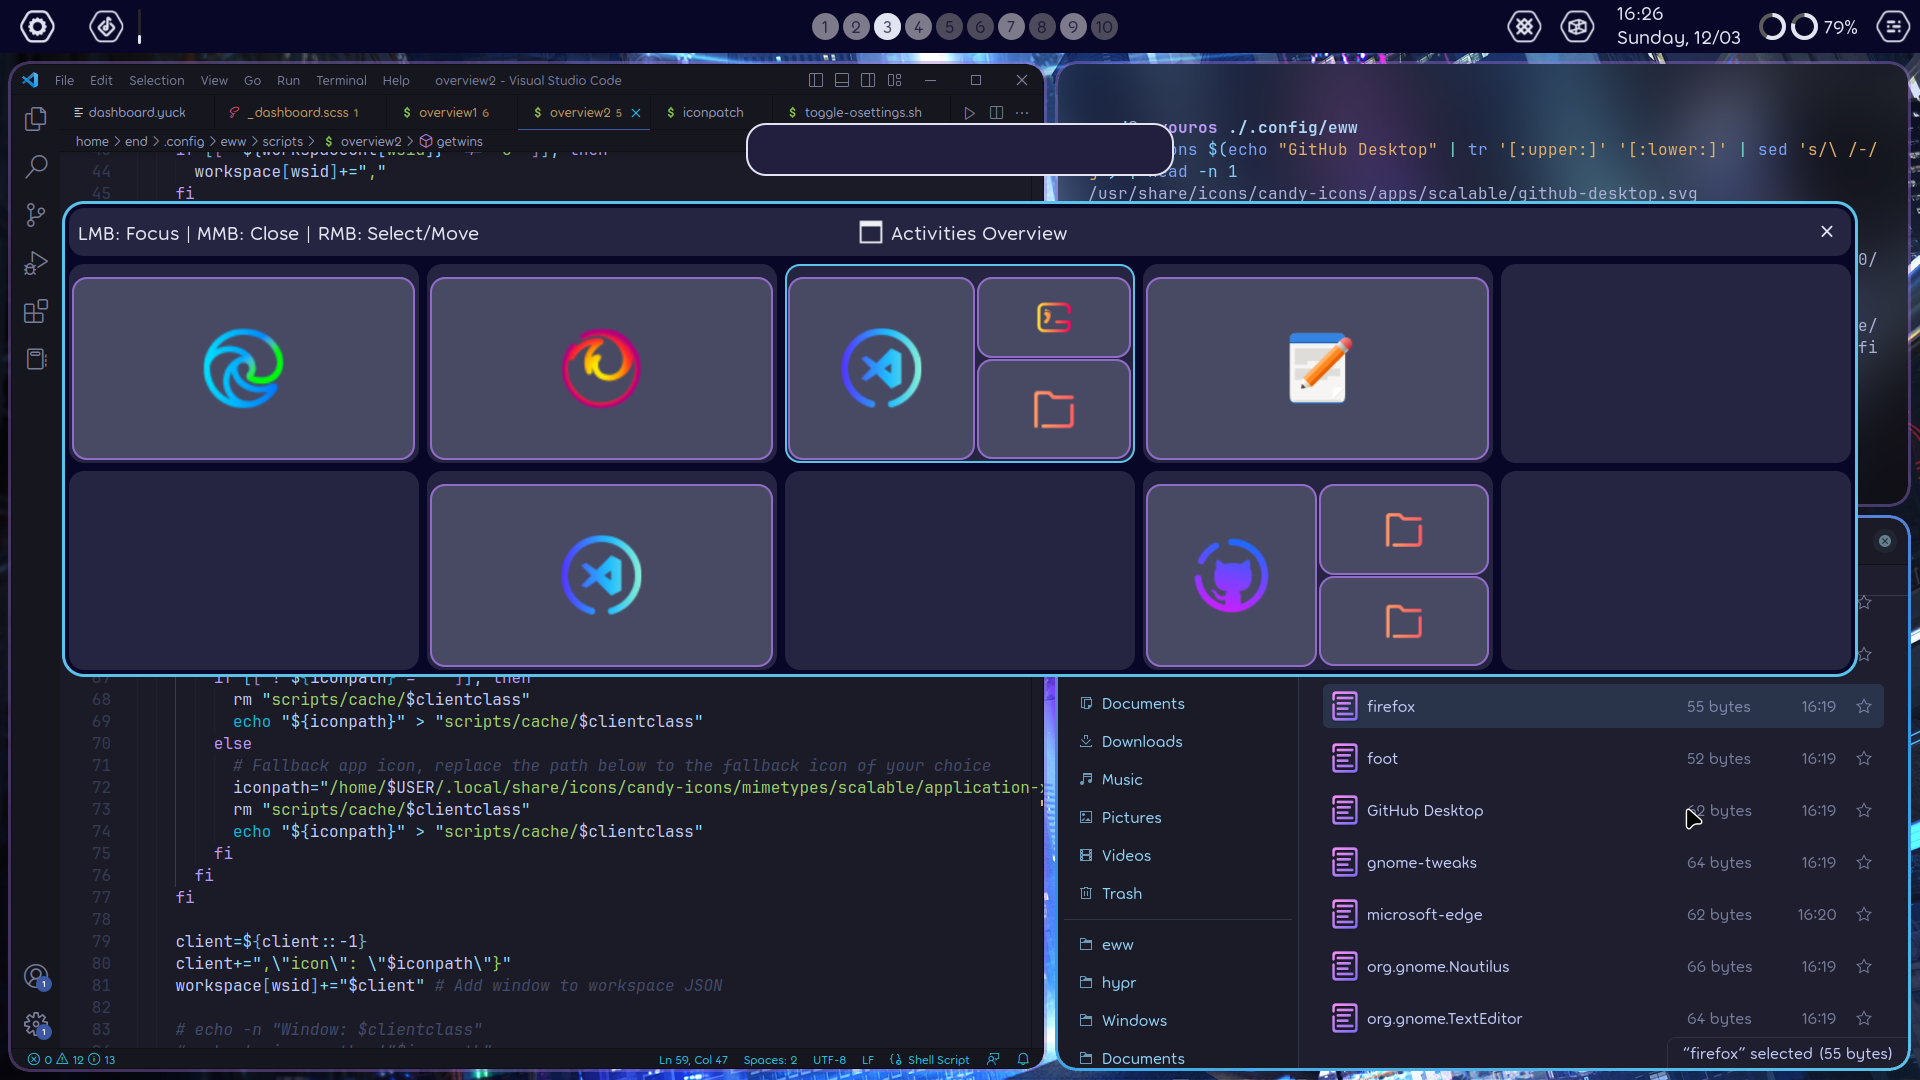 1 2 3 4 5 6 7 8 9 10
16:26
Sunday, 12/03
79%
File Edit Selection View Go Run Terminal Help
overview2 - Visual Studio Code
dashboard.yuck
_dashboard.scss 1
overview1 6
overview2 5
iconpatch
toggle-osettings.sh
home > end > .config > eww > scripts > $ overview2 > getwins
44 workspace[wsid]+=","
45 fi
youros ./.config/eww
ons $(echo "GitHub Desktop" | tr '[:upper:]' '[:lower:]' | sed 's/\ /-/
head -n 1
/usr/share/icons/candy-icons/apps/scalable/github-desktop.svg
LMB: Focus | MMB: Close | RMB: Select/Move
Activities Overview
68 rm "scripts/cache/$clientclass"
69 echo "${iconpath}" > "scripts/cache/$clientclass"
70 else
71 # Fallback app icon, replace the path below to the fallback icon of your choice
72 iconpath="/home/$USER/.local/share/icons/candy-icons/mimetypes/scalable/application-
73 rm "scripts/cache/$clientclass"
74 echo "${iconpath}" > "scripts/cache/$clientclass"
75 fi
76 fi
77 fi
78
79 client=${client::-1}
80 client+=",\"icon\": \"$iconpath\"}"
81 workspace[wsid]+="$client" # Add window to workspace JSON
82
83 # echo -n "Window: $clientclass"
0 12 13
Ln 59, Col 47 Spaces: 2 UTF-8 LF Shell Script
Documents
Downloads
Music
Pictures
Videos
Trash
eww
hypr
Windows
Documents
firefox 55 bytes 16:19
foot 52 bytes 16:19
GitHub Desktop bytes 16:19
gnome-tweaks 64 bytes 16:19
microsoft-edge 62 bytes 16:20
org.gnome.Nautilus 66 bytes 16:19
org.gnome.TextEditor 64 bytes 16:19
“firefox” selected (55 bytes)